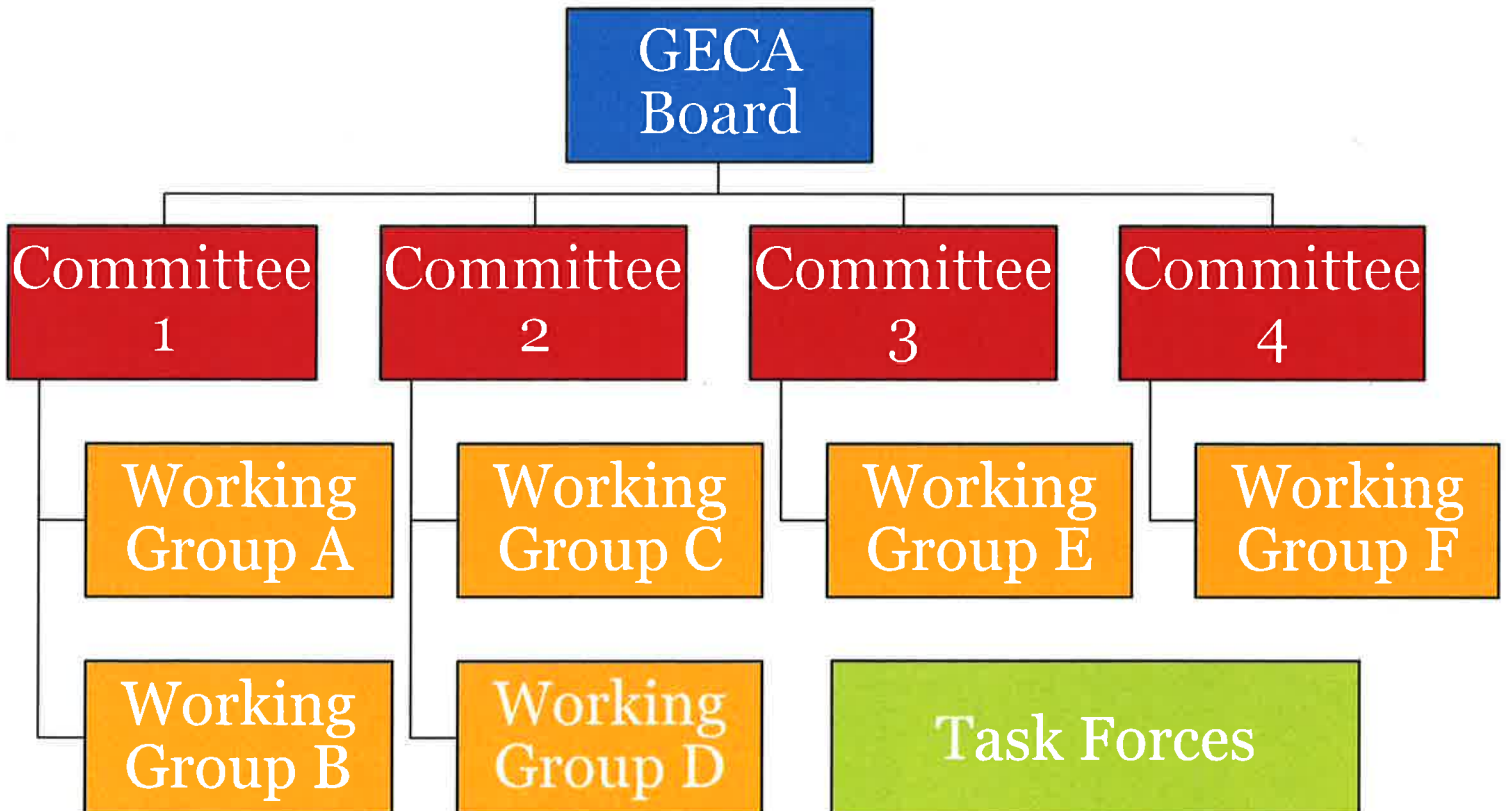 GECA
Board
Committee
1
Committee
2
Committee
3
Committee
4
Working
Group A
Working
Group C
Working
Group E
Working
Group F
Working
Group B
Working
Group D
Task Forces